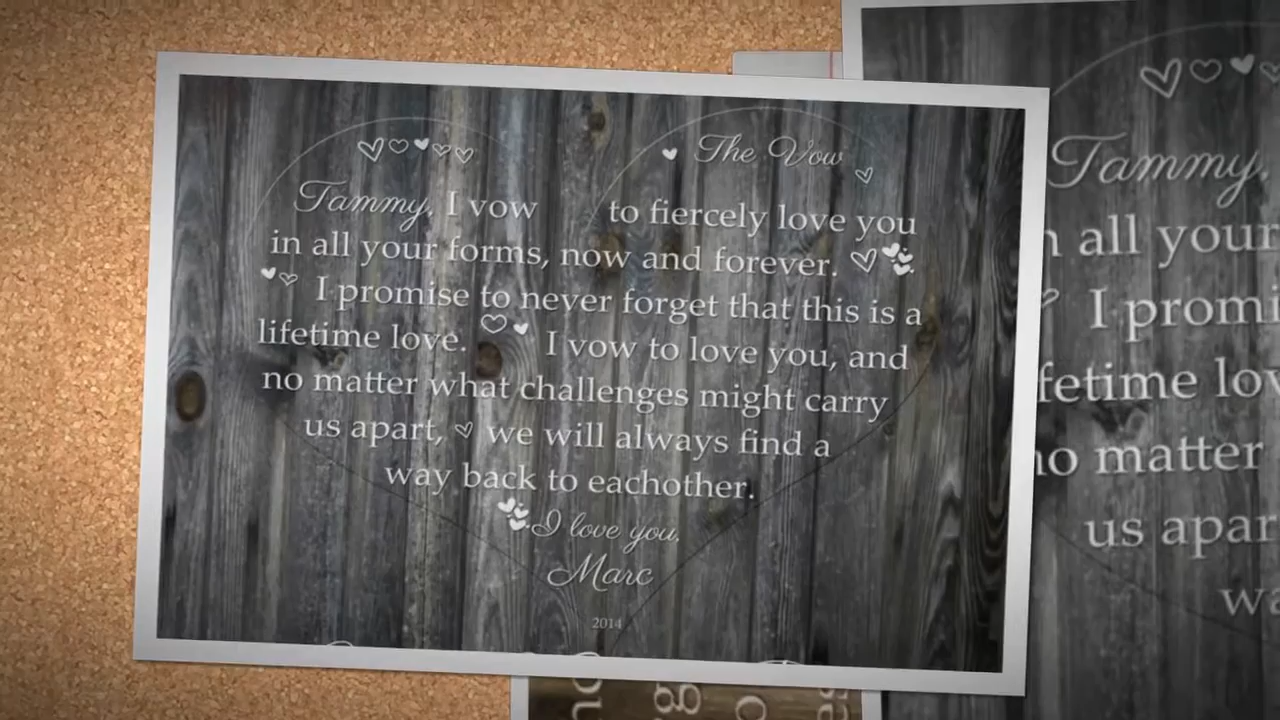 The Vow
Tammy, I vow to fiercely love you
in all your forms, now and forever.
I promise to never forget that this is a
lifetime love. I vow to love you, and
no matter what challenges might carry
us apart, we will always find a
way back to eachother.
I love you.
Marc
2014
Tammy,
all your
I promi
fetime lov
no matter
us apar
wa